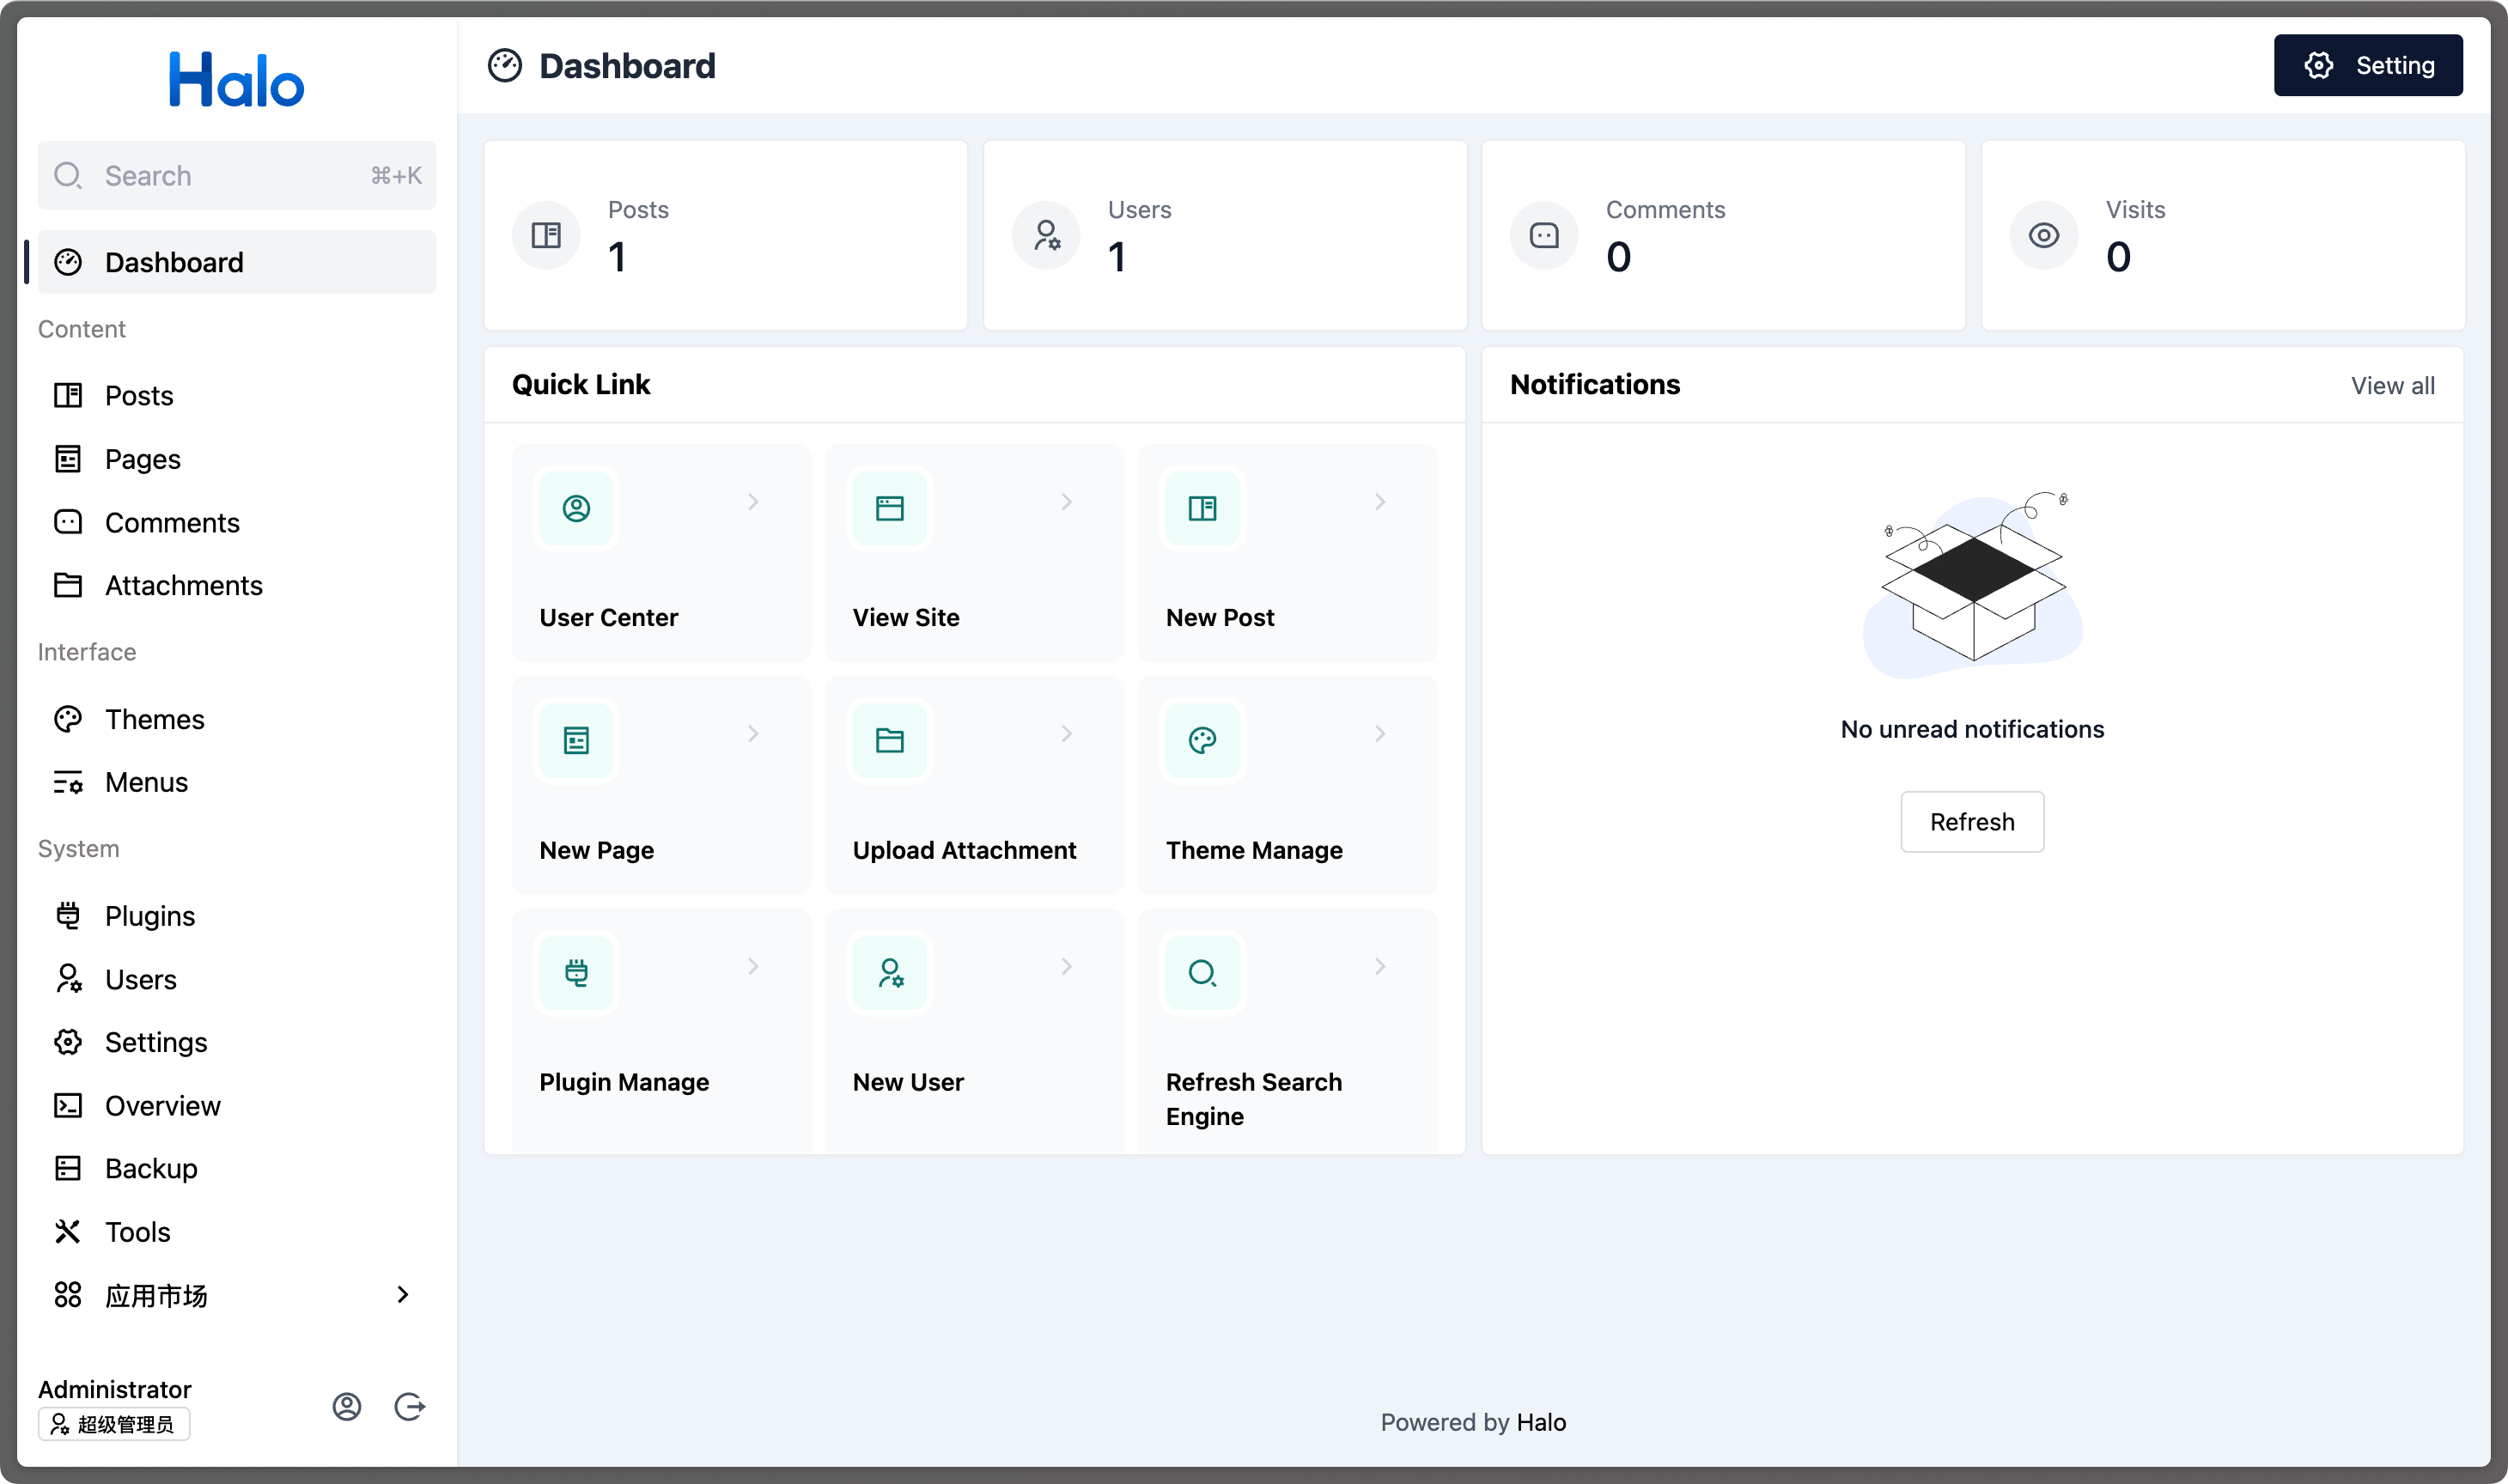 Halo
Search ⌘+K
Dashboard
Content
Posts
Pages
Comments
Attachments
Interface
Themes
Menus
System
Plugins
Users
Settings
Overview
Backup
Tools
应用市场
Administrator
超级管理员
Dashboard
Setting
Posts
1
Users
1
Comments
0
Visits
0
Quick Link
User Center
View Site
New Post
New Page
Upload Attachment
Theme Manage
Plugin Manage
New User
Refresh Search
Engine
Notifications
View all
No unread notifications
Refresh
Powered by Halo